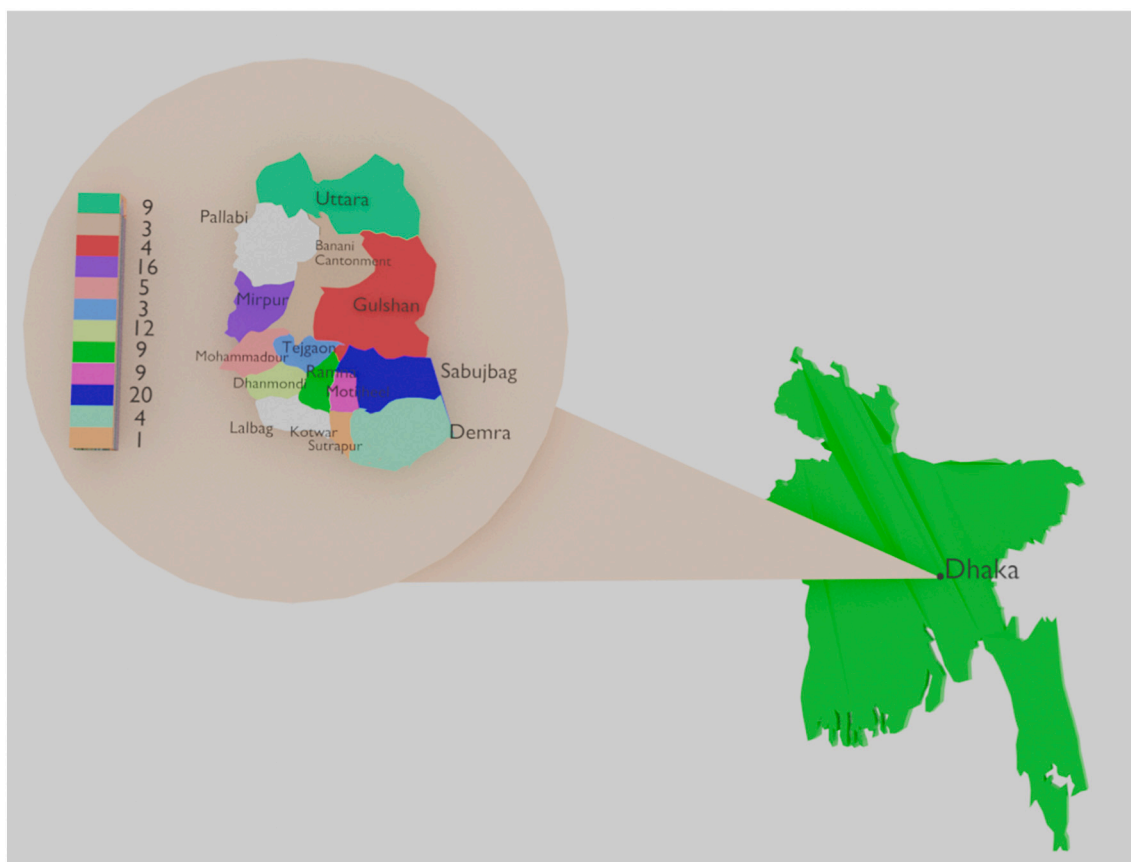 9
3
4
16
5
3
12
9
9
20
4
1
Uttara
Pallabi
Banani
Cantonment
Mirpur
Gulshan
Mohammadpur
Tejgaon
Ramna
Dhanmondi
Sabujbag
Lalbag
Kotwar
Sutrapur
Demra
Dhaka